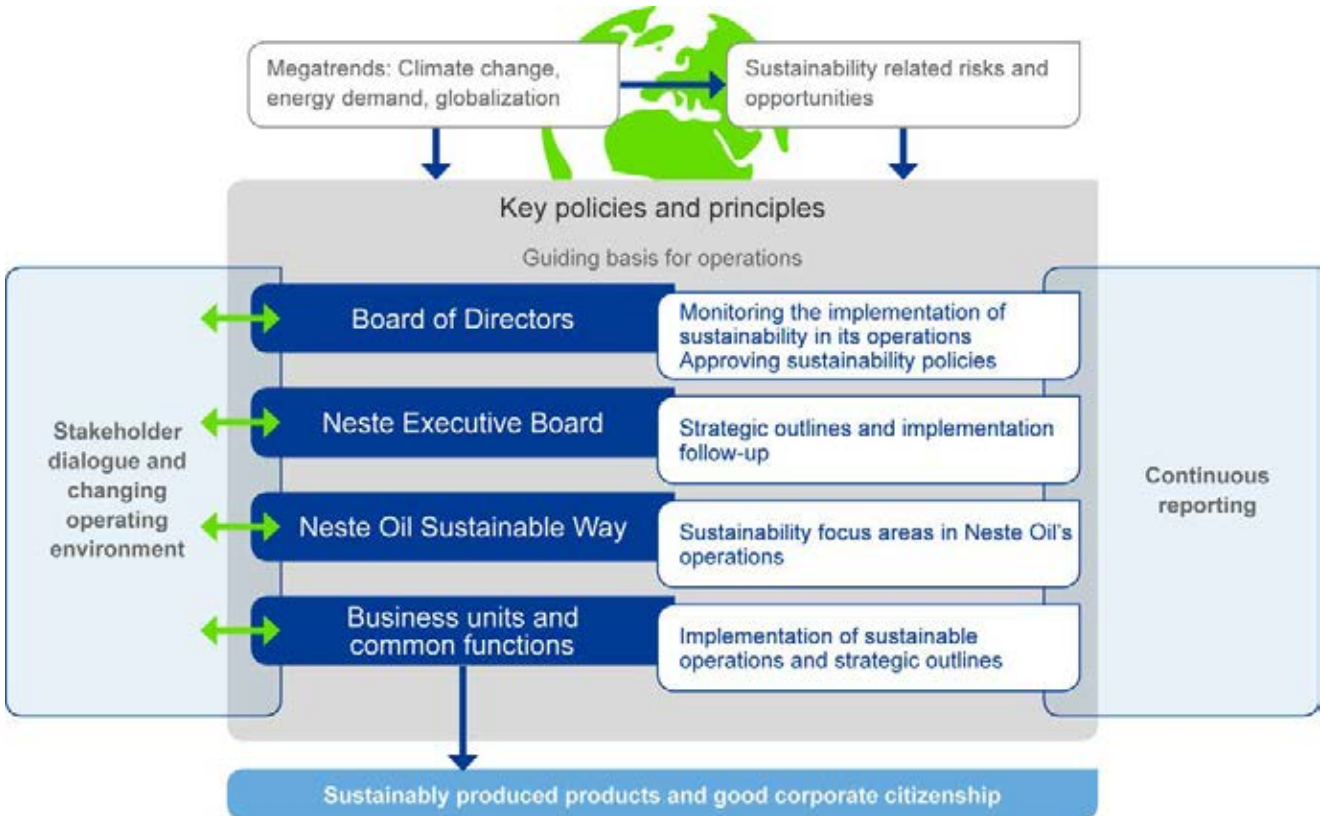 Megatrends: Climate change,
energy demand, globalization
Sustainability related risks and
opportunities
Key policies and principles
Guiding basis for operations
Stakeholder
dialogue and
changing
operating
environment
Board of Directors
Monitoring the implementation of
sustainability in its operations
Approving sustainability policies
Neste Executive Board
Strategic outlines and implementation
follow-up
Neste Oil Sustainable Way
Sustainability focus areas in Neste Oil's
operations
Business units and
common functions
Implementation of sustainable
operations and strategic outlines
Continuous
reporting
Sustainably produced products and good corporate citizenship